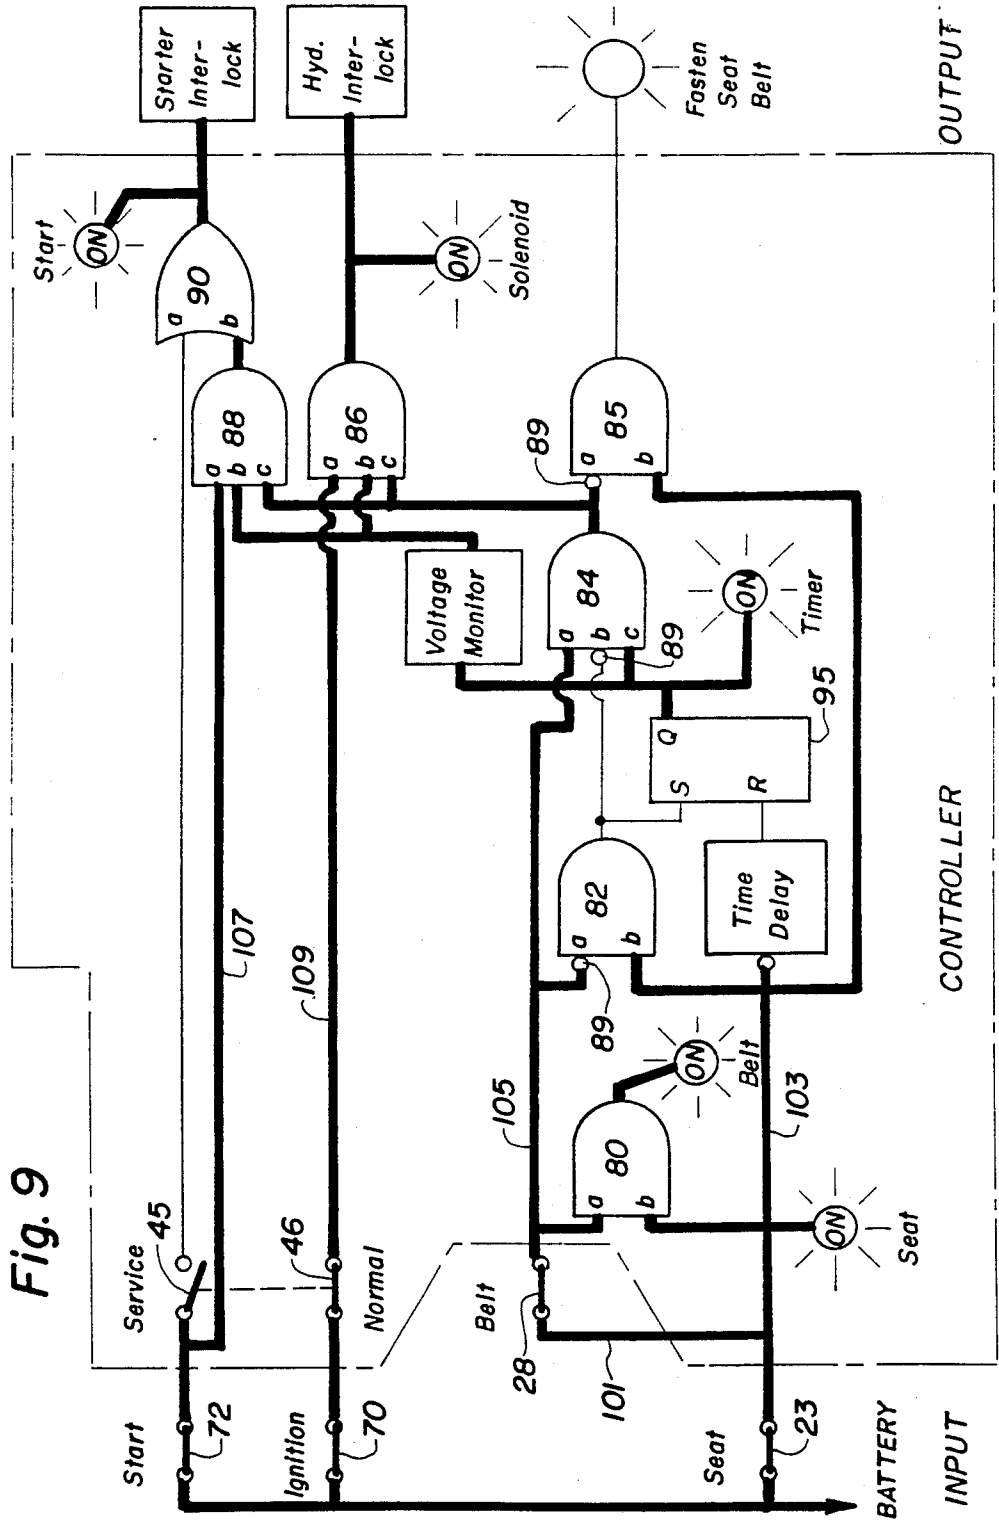 Fig. 9
Start
72
Service
45
107
Start
ON
a
b
90
Starter
Inter-
lock
a
b
c
88
Ignition
70
46
Normal
109
a
b
c
86
Hyd.
Inter-
lock
ON
Solenoid
Voltage
Monitor
Belt
28
101
105
a
b
80
ON
Belt
89
a
b
82
a
b
c
84
89
89
a
b
85
Fasten
Seat
Belt
S
R
Q
95
ON
Timer
Time
Delay
103
Seat
23
ON
Seat
BATTERY
INPUT
CONTROLLER
OUTPUT